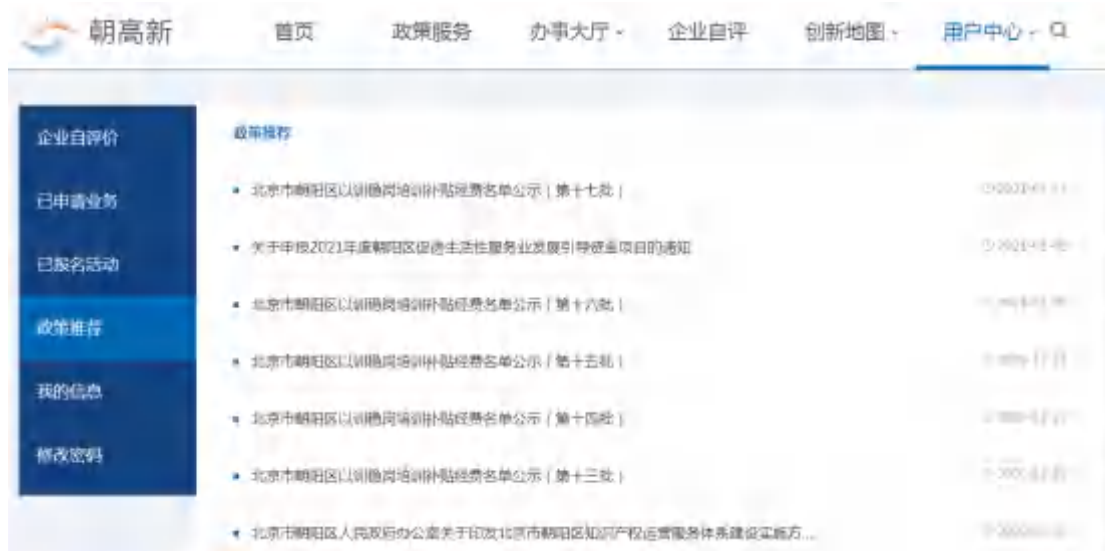 朝高新
首页 政策服务 办事大厅 企业自评 创新地图 用户中心
企业自评价
已申请业务
已报名活动
政策推荐
我的信息
修改密码
政策推荐
北京市朝阳区以训稳岗培训补贴经费名单公示（第十七批）
关于申报2021年度朝阳区促进生活性服务业发展引导资金项目的通知
北京市朝阳区以训稳岗培训补贴经费名单公示（第十六批）
北京市朝阳区以训稳岗培训补贴经费名单公示（第十五批）
北京市朝阳区以训稳岗培训补贴经费名单公示（第十四批）
北京市朝阳区以训稳岗培训补贴经费名单公示（第十三批）
北京市朝阳区人民政府办公室关于印发北京市朝阳区知识产权运营服务体系建设实施方...